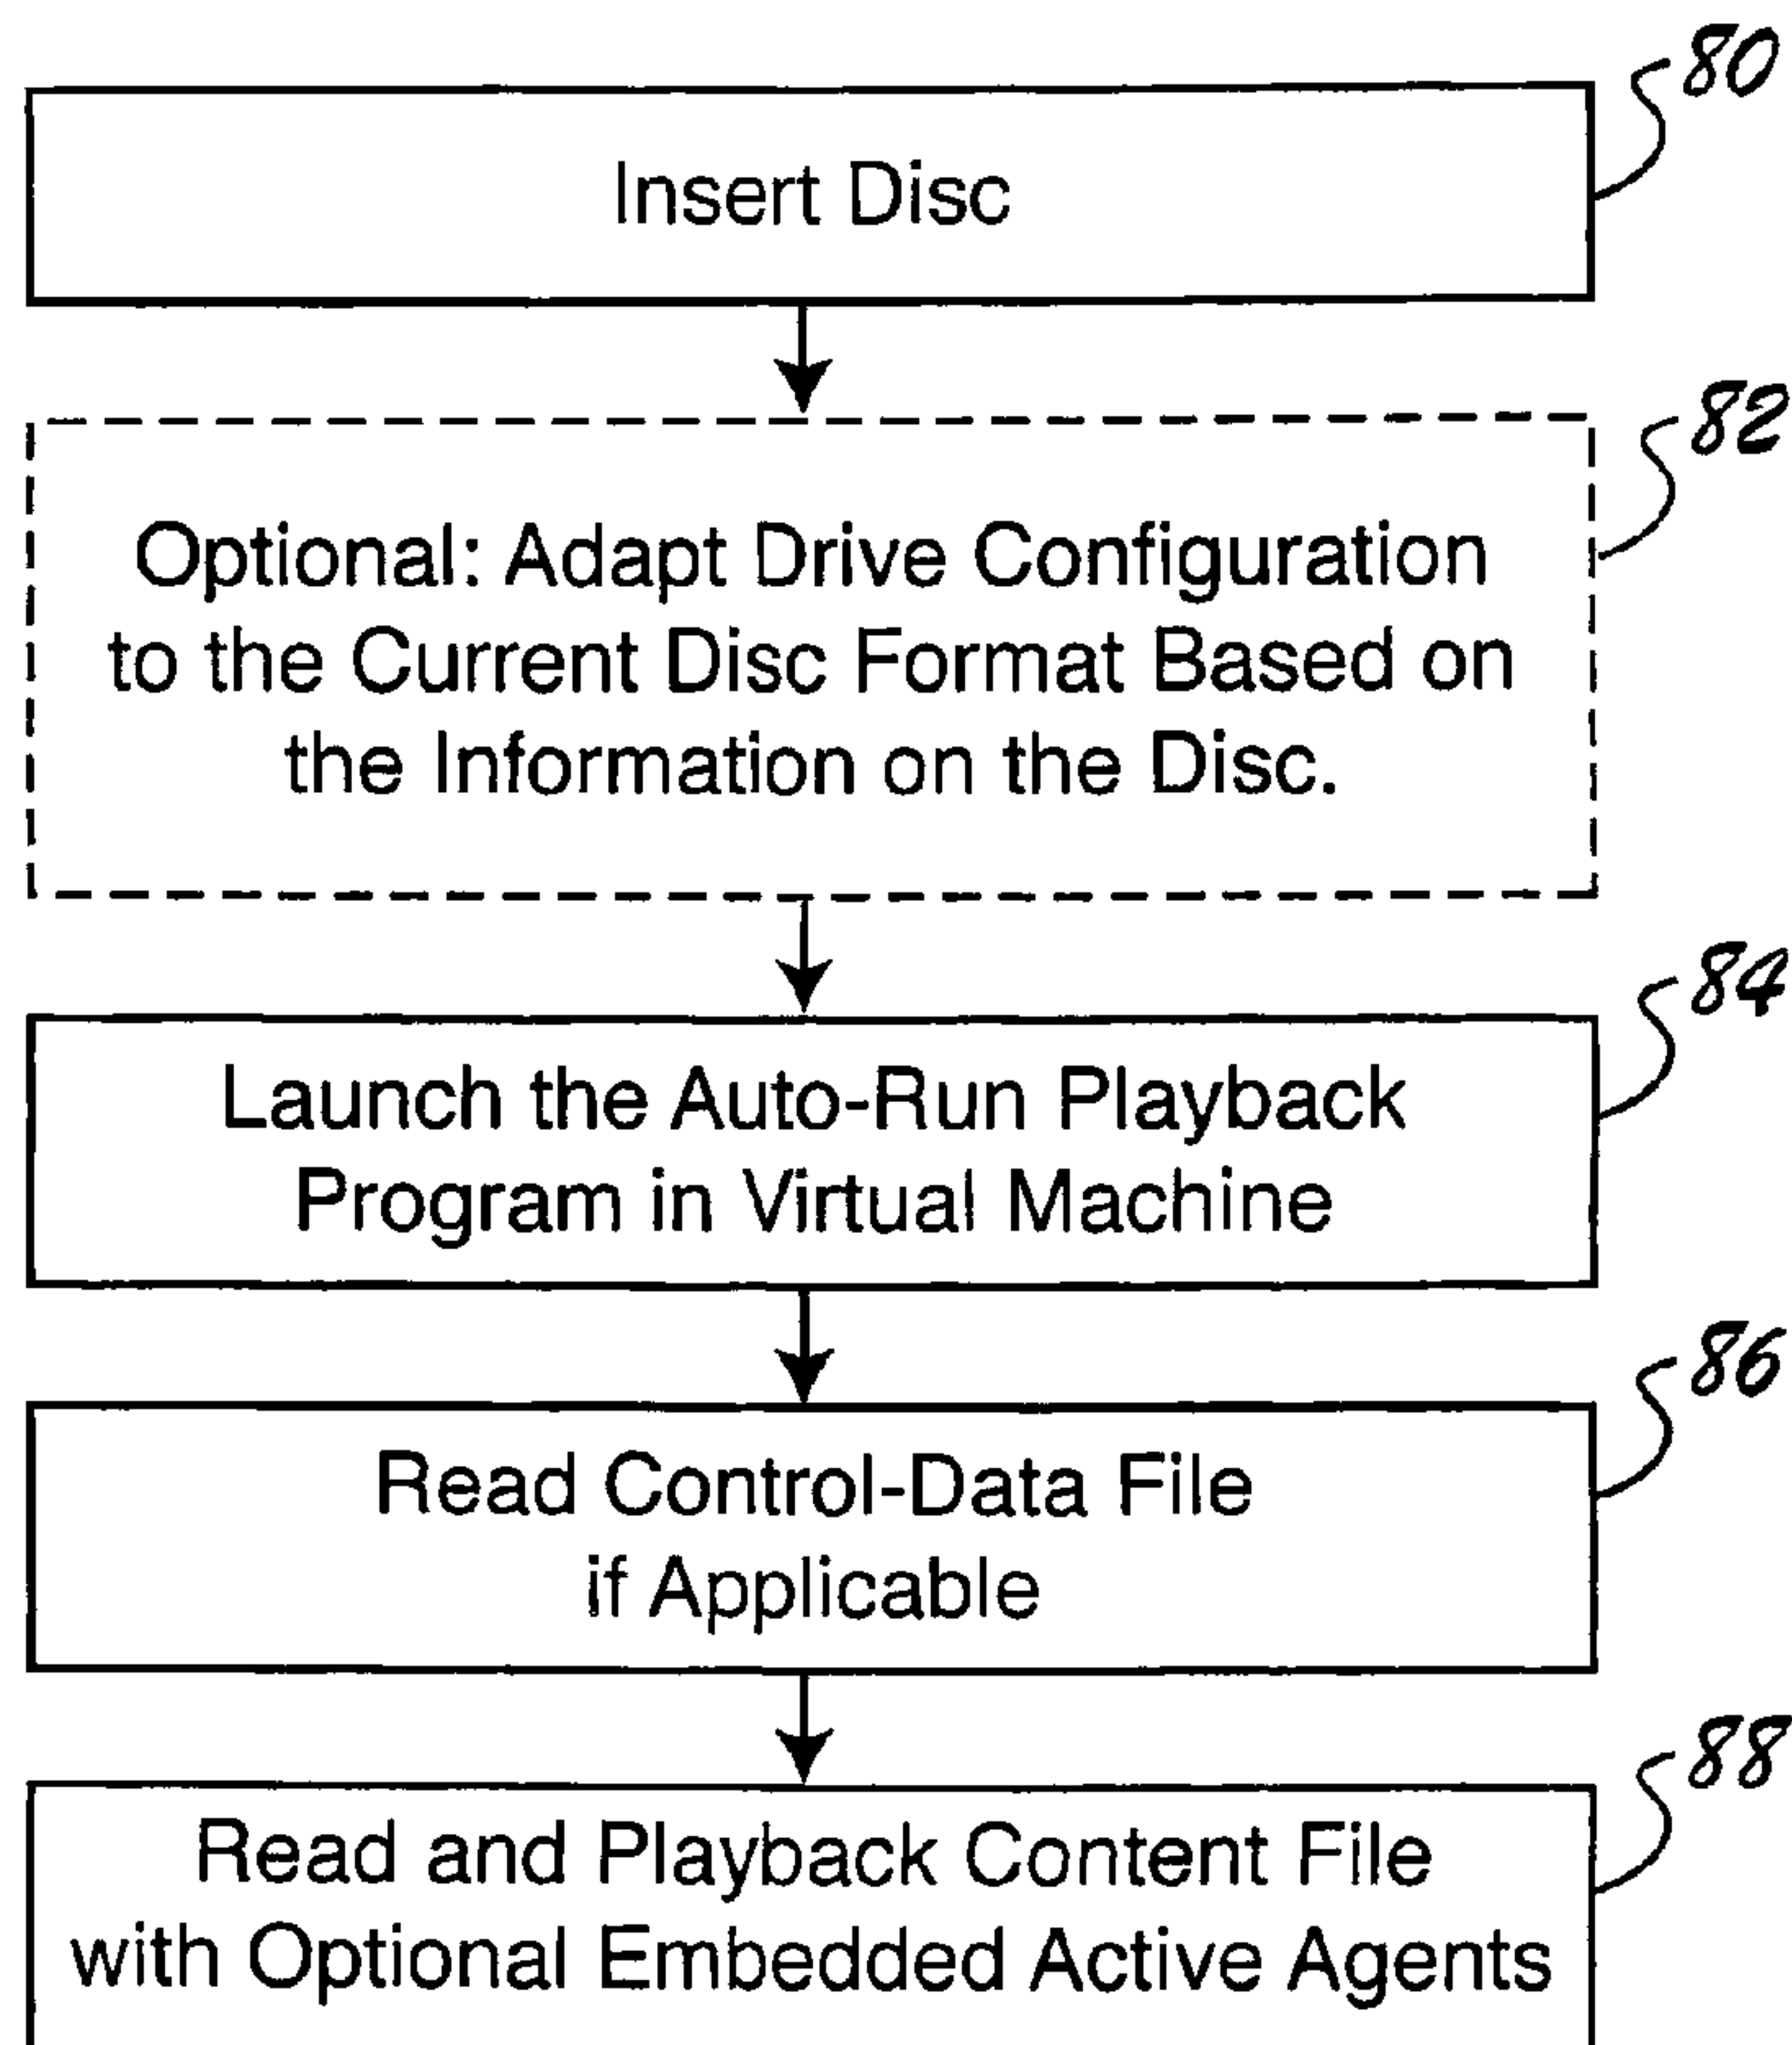 80
Insert Disc
82
Optional: Adapt Drive Configuration
to the Current Disc Format Based on
the Information on the Disc.
84
Launch the Auto-Run Playback
Program in Virtual Machine
86
Read Control-Data File
if Applicable
88
Read and Playback Content File
with Optional Embedded Active Agents